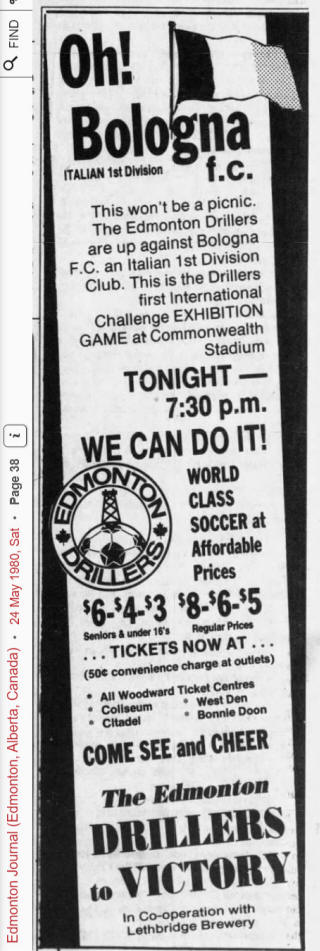 FIND
Edmonton Journal (Edmonton, Alberta, Canada) · 24 May 1980, Sat · Page 38
Oh!
Bologna
f.c.
ITALIAN 1st Division
This won't be a picnic.
The Edmonton Drillers
are up against Bologna
F.C. an Italian 1st Division
Club. This is the Drillers
first International
Challenge EXHIBITION
GAME at Commonwealth
Stadium
TONIGHT —
7:30 p.m.
WE CAN DO IT!
EDMONTON
DRILLERS
WORLD
CLASS
SOCCER at
Affordable
Prices
$6-$4-$3
Seniors & under 16's
$8-$6-$5
Regular Prices
. . . TICKETS NOW AT . . .
(50¢ convenience charge at outlets)
* All Woodward Ticket Centres
* Coliseum
* Citadel
* West Den
* Bonnie Doon
COME SEE and CHEER
The Edmonton
DRILLERS
to VICTORY
In Co-operation with
Lethbridge Brewery